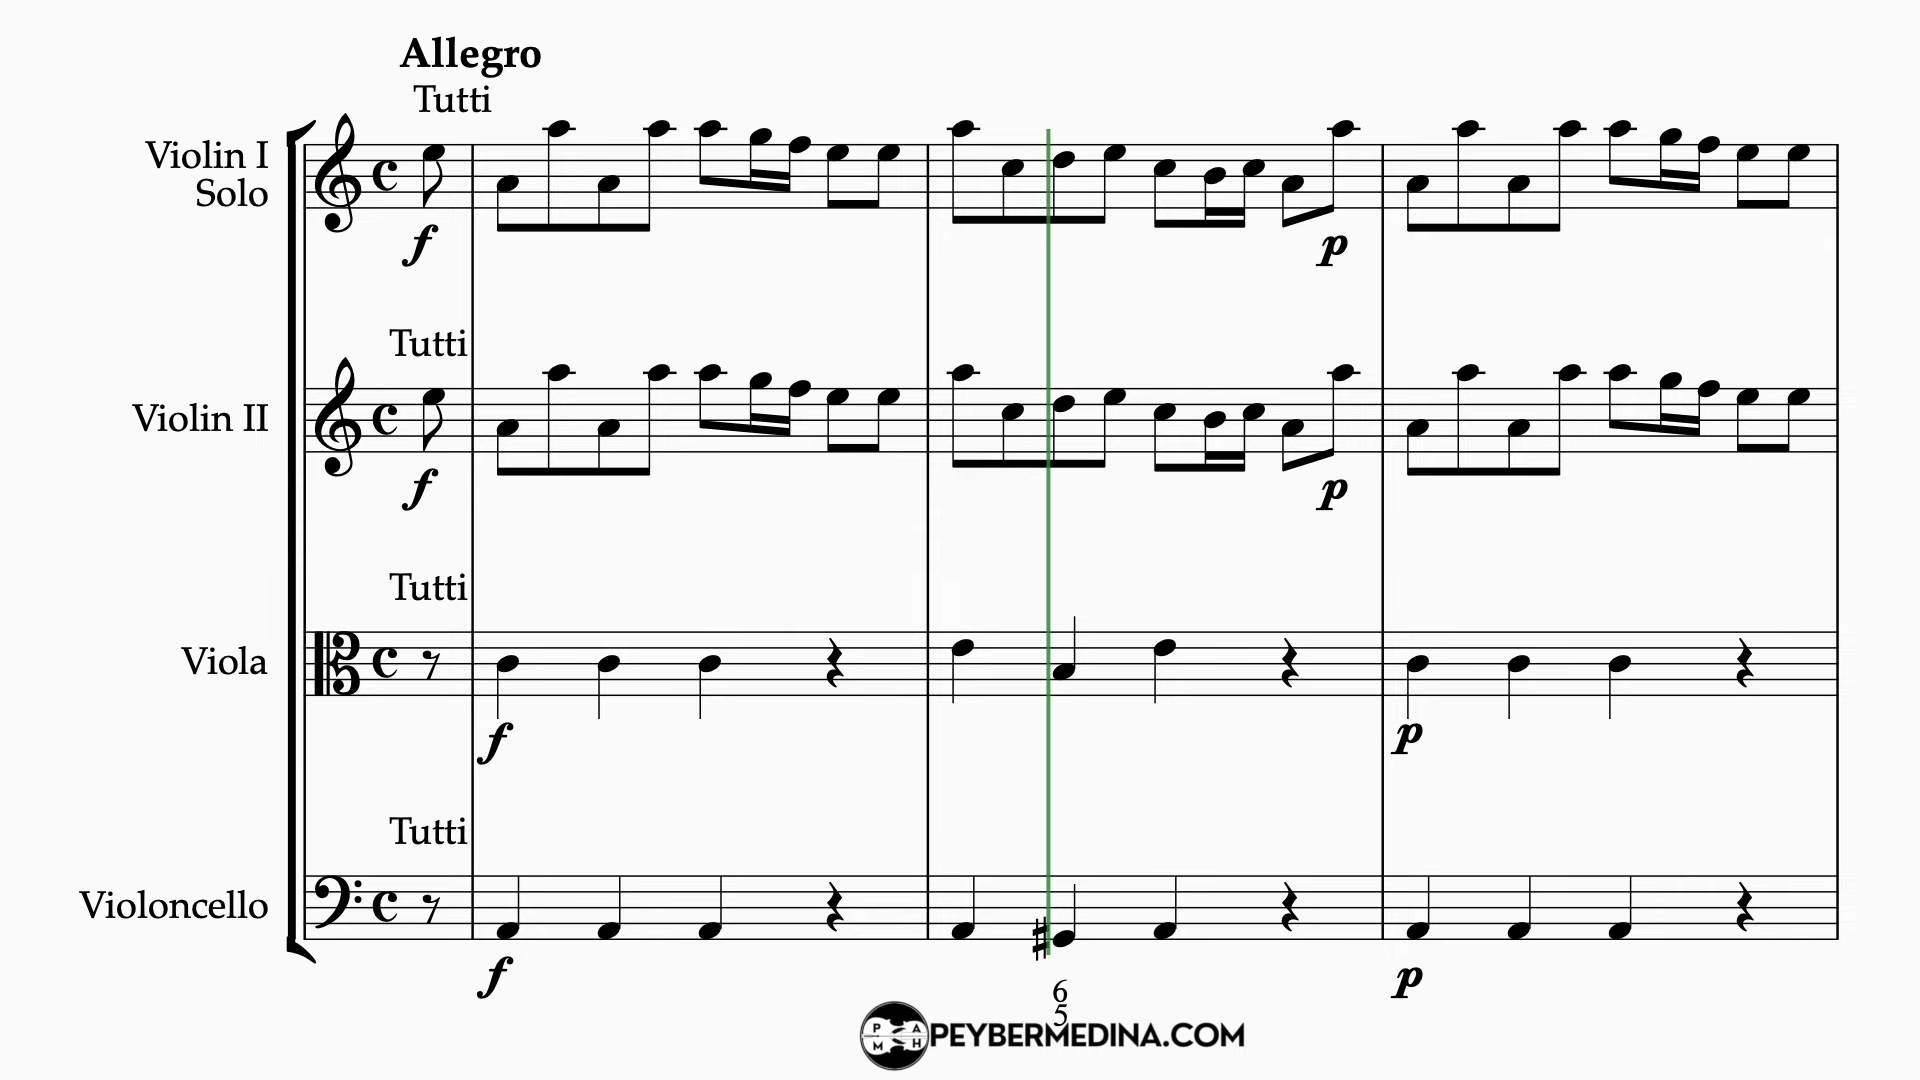 Allegro
Tutti
Violin I
Solo
f
p
Tutti
Violin II
f
p
Tutti
Viola
f
p
Tutti
Violoncello
f
p
6
5
P A
M H
PEYBERMEDINA.COM